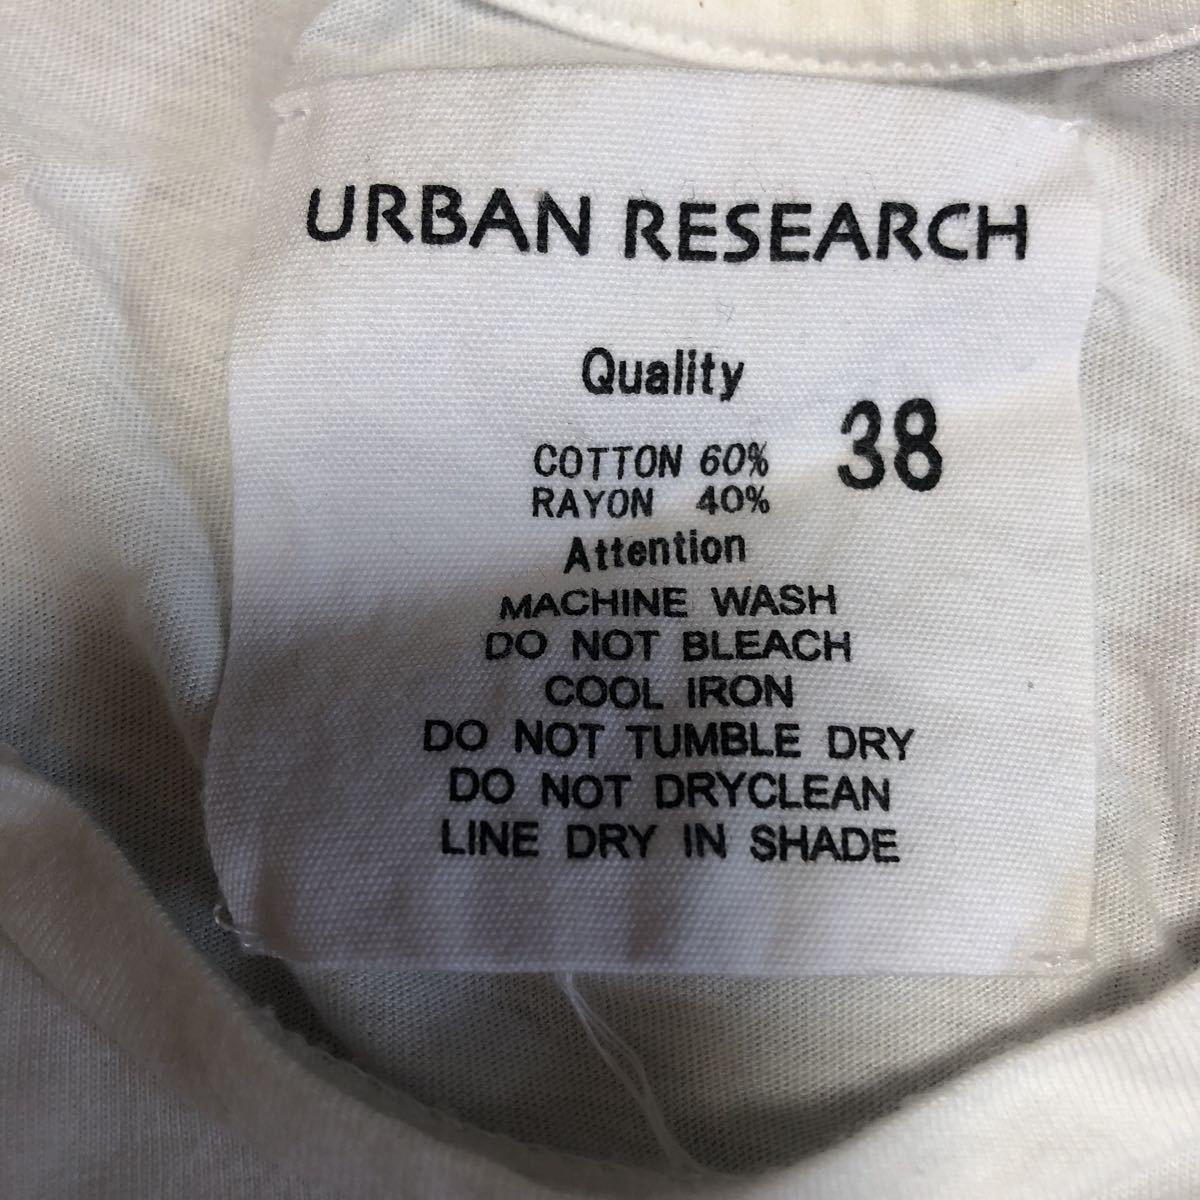 URBAN RESEARCH
Quality
COTTON 60%
RAYON 40%
38
Attention
MACHINE WASH
DO NOT BLEACH
COOL IRON
DO NOT TUMBLE DRY
DO NOT DRYCLEAN
LINE DRY IN SHADE